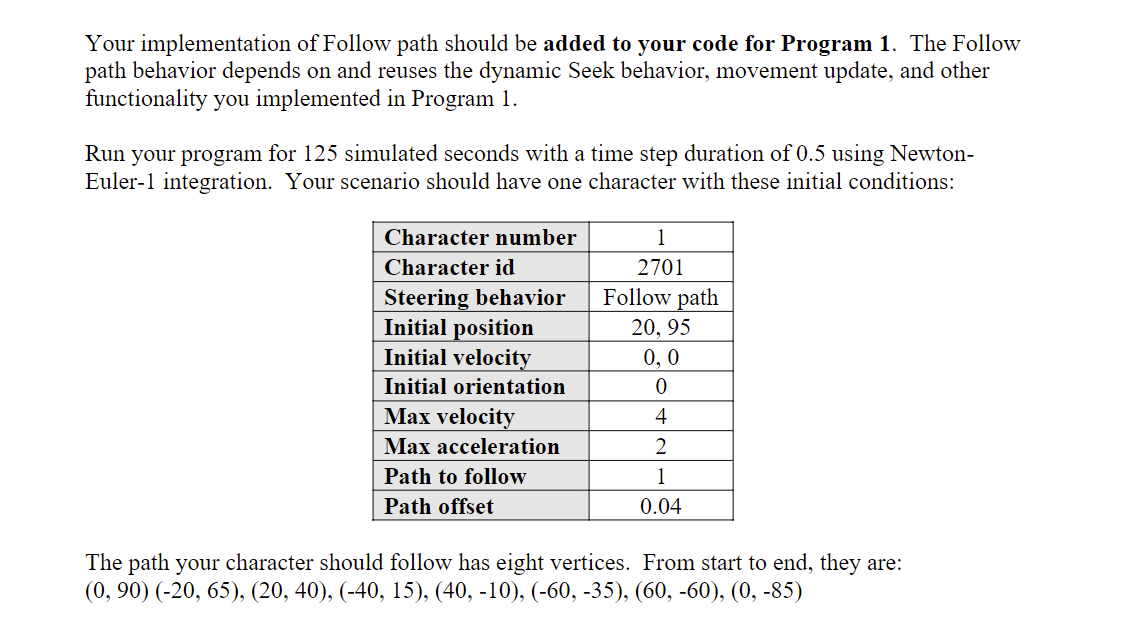 Your implementation of Follow path should be added to your code for Program 1.  The Follow
path behavior depends on and reuses the dynamic Seek behavior, movement update, and other
functionality you implemented in Program 1.
Run your program for 125 simulated seconds with a time step duration of 0.5 using Newton-
Euler-1 integration.  Your scenario should have one character with these initial conditions:
Character number 1
Character id 2701
Steering behavior Follow path
Initial position 20, 95
Initial velocity 0, 0
Initial orientation 0
Max velocity 4
Max acceleration 2
Path to follow 1
Path offset 0.04
The path your character should follow has eight vertices.  From start to end, they are:
(0, 90) (-20, 65), (20, 40), (-40, 15), (40, -10), (-60, -35), (60, -60), (0, -85)